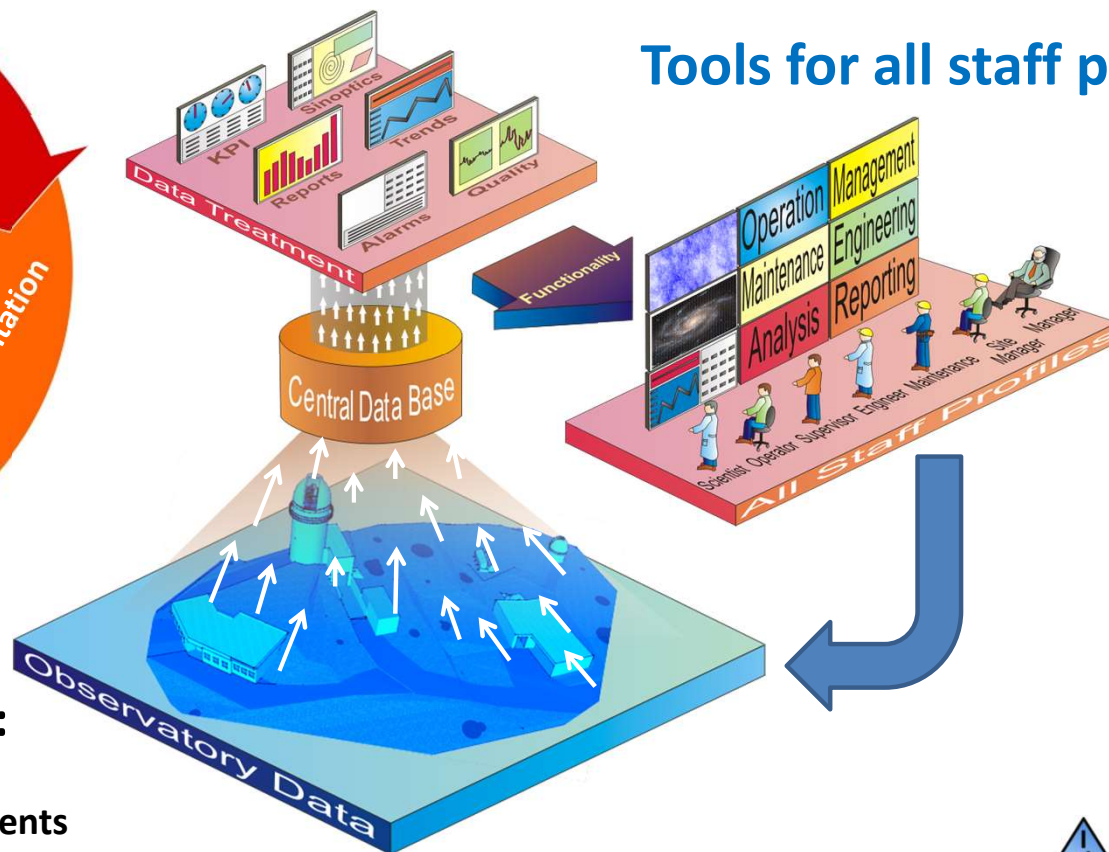 Tools for all staff p
Sinoptics
KPI
Trends
Reports
Quality
Alarms
Data Treatment
tation
Functionality
Operation
Management
Maintenance
Engineering
Analysis
Reporting
Scientist
Operator
Supervisor
Engineer
Maintenance
Site Manager
Manager
All Staff Profiles
Central Data Base
Observatory Data
:
ents